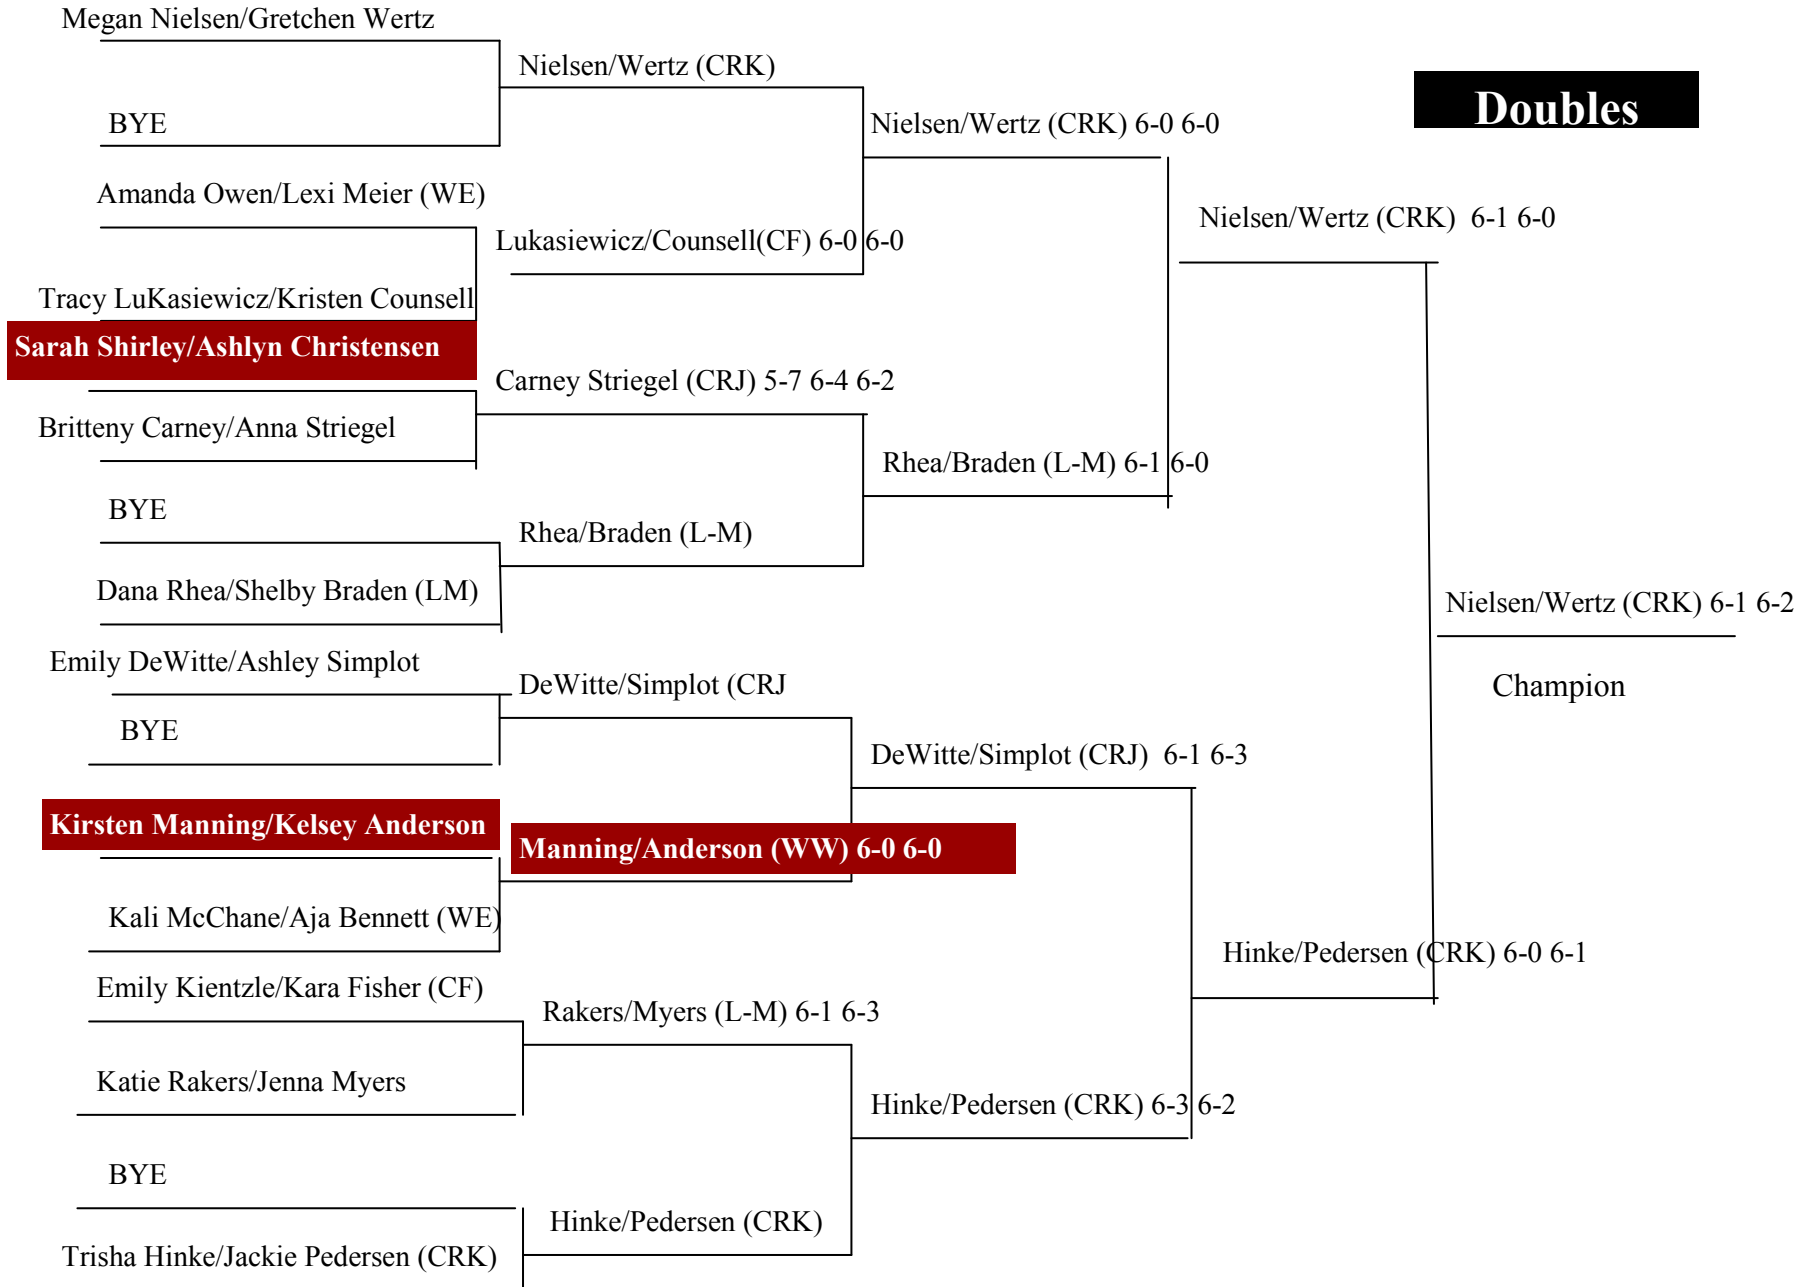 Megan Nielsen/Gretchen Wertz
Nielsen/Wertz (CRK)
Doubles
BYE
Nielsen/Wertz (CRK) 6-0 6-0
Amanda Owen/Lexi Meier (WE)
Nielsen/Wertz (CRK)  6-1 6-0
Lukasiewicz/Counsell(CF) 6-0 6-0
Tracy LuKasiewicz/Kristen Counsell
Sarah Shirley/Ashlyn Christensen
Carney Striegel (CRJ) 5-7 6-4 6-2
Britteny Carney/Anna Striegel
Rhea/Braden (L-M) 6-1 6-0
BYE
Rhea/Braden (L-M)
Dana Rhea/Shelby Braden (LM)
Nielsen/Wertz (CRK) 6-1 6-2
Emily DeWitte/Ashley Simplot
DeWitte/Simplot (CRJ
Champion
BYE
DeWitte/Simplot (CRJ)  6-1 6-3
Kirsten Manning/Kelsey Anderson
Manning/Anderson (WW) 6-0 6-0
Kali McChane/Aja Bennett (WE)
Hinke/Pedersen (CRK) 6-0 6-1
Emily Kientzle/Kara Fisher (CF)
Rakers/Myers (L-M) 6-1 6-3
Katie Rakers/Jenna Myers
Hinke/Pedersen (CRK) 6-3 6-2
BYE
Hinke/Pedersen (CRK)
Trisha Hinke/Jackie Pedersen (CRK)